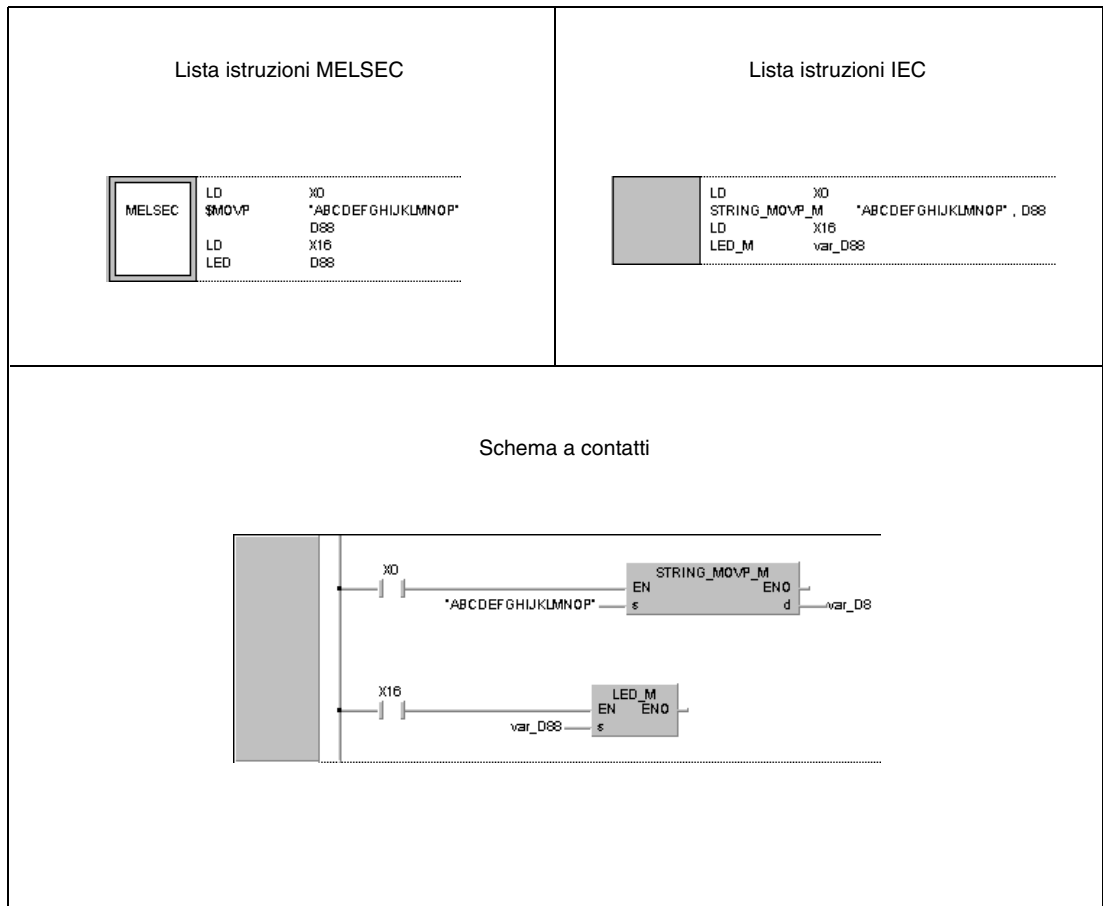 Lista istruzioni MELSEC
MELSEC
LD X0
$MOVP "ABCDEFGHIJKLMNOP"
D88
LD X16
LED D88
Lista istruzioni IEC
LD X0
STRING_MOVP_M "ABCDEFGHIJKLMNOP" , D88
LD X16
LED_M var_D88
Schema a contatti
X0
STRING_MOVP_M
EN ENO
"ABCDEFGHIJKLMNOP" s d var_D8
X16
LED_M
EN ENO
var_D88 s